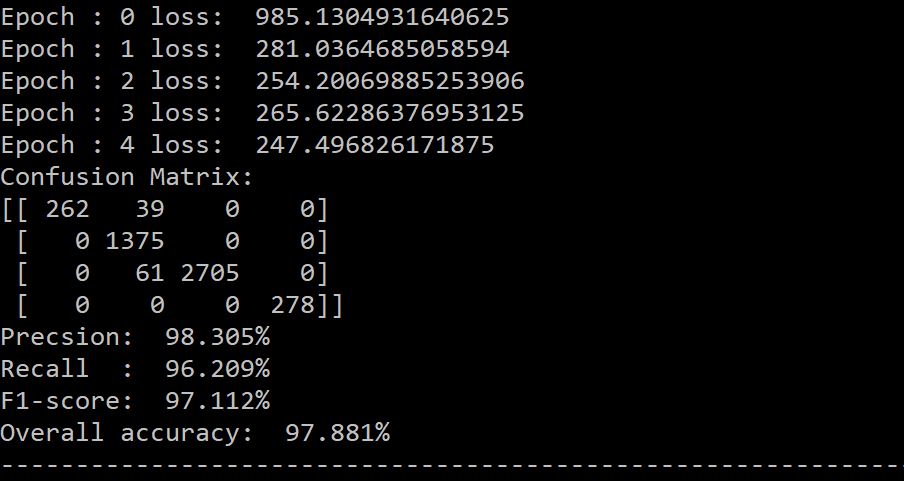 Epoch : 0 loss:  985.1304931640625
Epoch : 1 loss:  281.0364685058594
Epoch : 2 loss:  254.20069885253906
Epoch : 3 loss:  265.62286376953125
Epoch : 4 loss:  247.496826171875
Confusion Matrix:
[[ 262   39    0    0]
 [   0 1375    0    0]
 [   0   61 2705    0]
 [   0    0    0  278]]
Precsion:  98.305%
Recall  :  96.209%
F1-score:  97.112%
Overall accuracy:  97.881%
------------------------------------------------------------